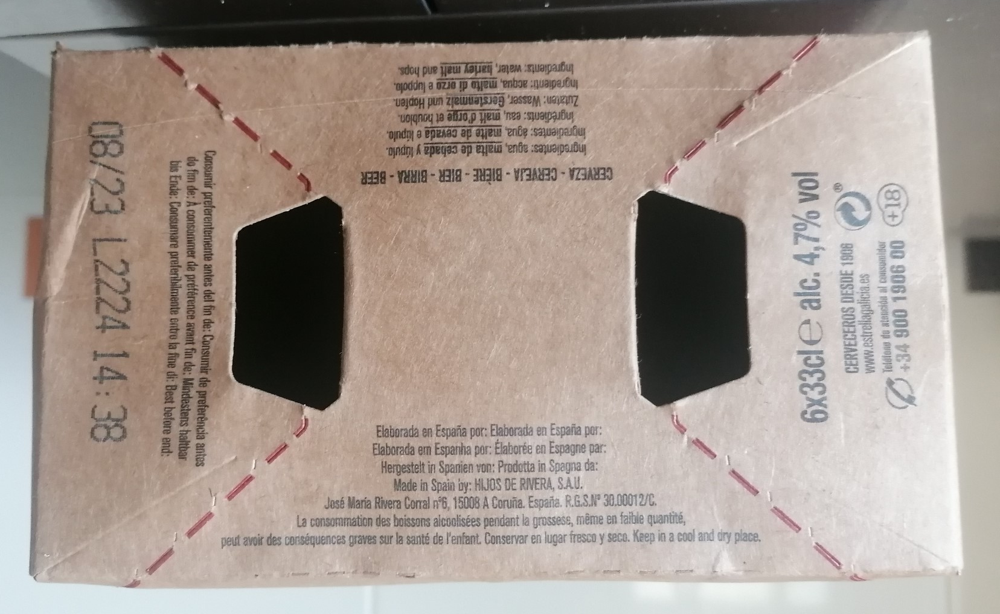 Ingredientes: agua, malta de cebada y lúpulo.
Ingredientes: água, malte de cevada e lúpulo.
Ingrédients: eau, malt d'orge et houblon.
Zutaten: Wasser, Gerstenmalz und Hopfen.
Ingredienti: acqua, malto di orzo e luppolo.
Ingredients: water, barley malt and hops.
CERVEZA - CERVEJA - BIÈRE - BIER - BIRRA - BEER
08/23 L2224 14:38
Consumir preferentemente antes del fin de: Consumir de preferência antes
do fim de: À consommer de préférence avant fin de: Mindestens haltbar
bis Ende: Consumare preferibilmente entro la fine di: Best before end:
6x33cl e alc. 4,7% vol
CERVECEROS DESDE 1906
®
www.estrellagalicia.es
Teléfono de atención al consumidor
+34 900 1906 00
+18
Elaborada en España por: Elaborada en España por:
Elaborada em Espanha por: Élaborée en Espagne par:
Hergestelt in Spanien von: Prodotta in Spagna da:
Made in Spain by: HIJOS DE RIVERA, S.A.U.
José María Rivera Corral nº6, 15008 A Coruña. España. R.G.S.Nº 30.00012/C.
La consommation des boissons alcoolisées pendant la grossese, même en faible quantité,
peut avoir des conséquences graves sur la santé de l'enfant. Conservar en lugar fresco y seco. Keep in a cool and dry place.